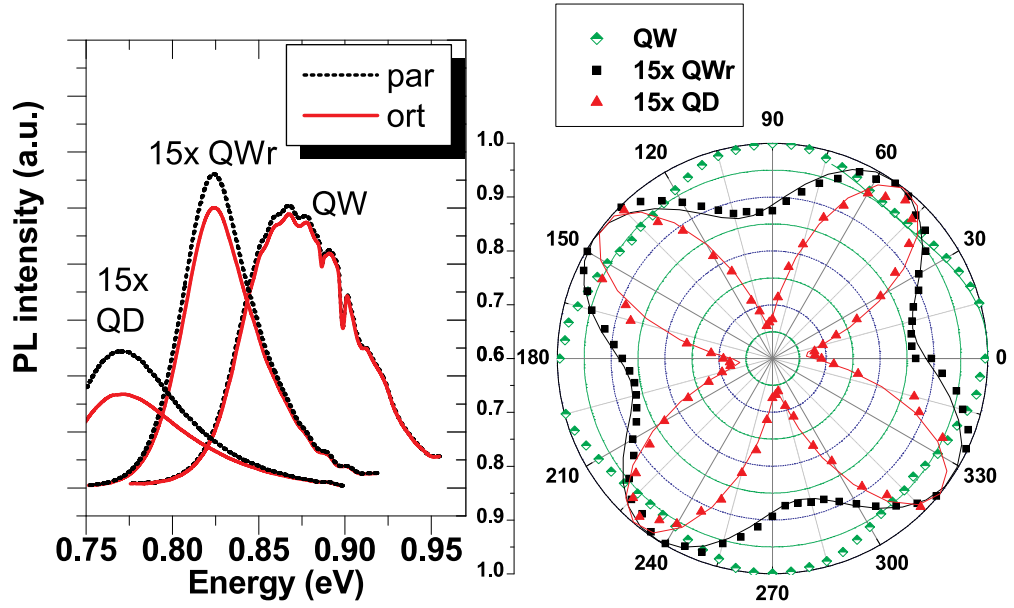 PL intensity (a.u.)
par
ort
15x QWr
QW
15x
QD
0.75 0.80 0.85 0.90 0.95
Energy (eV)
1.0
0.9
0.8
0.7
0.6
0.7
0.8
0.9
1.0
QW
15x QWr
15x QD
90
120
60
150
30
180
0
210
330
240
300
270